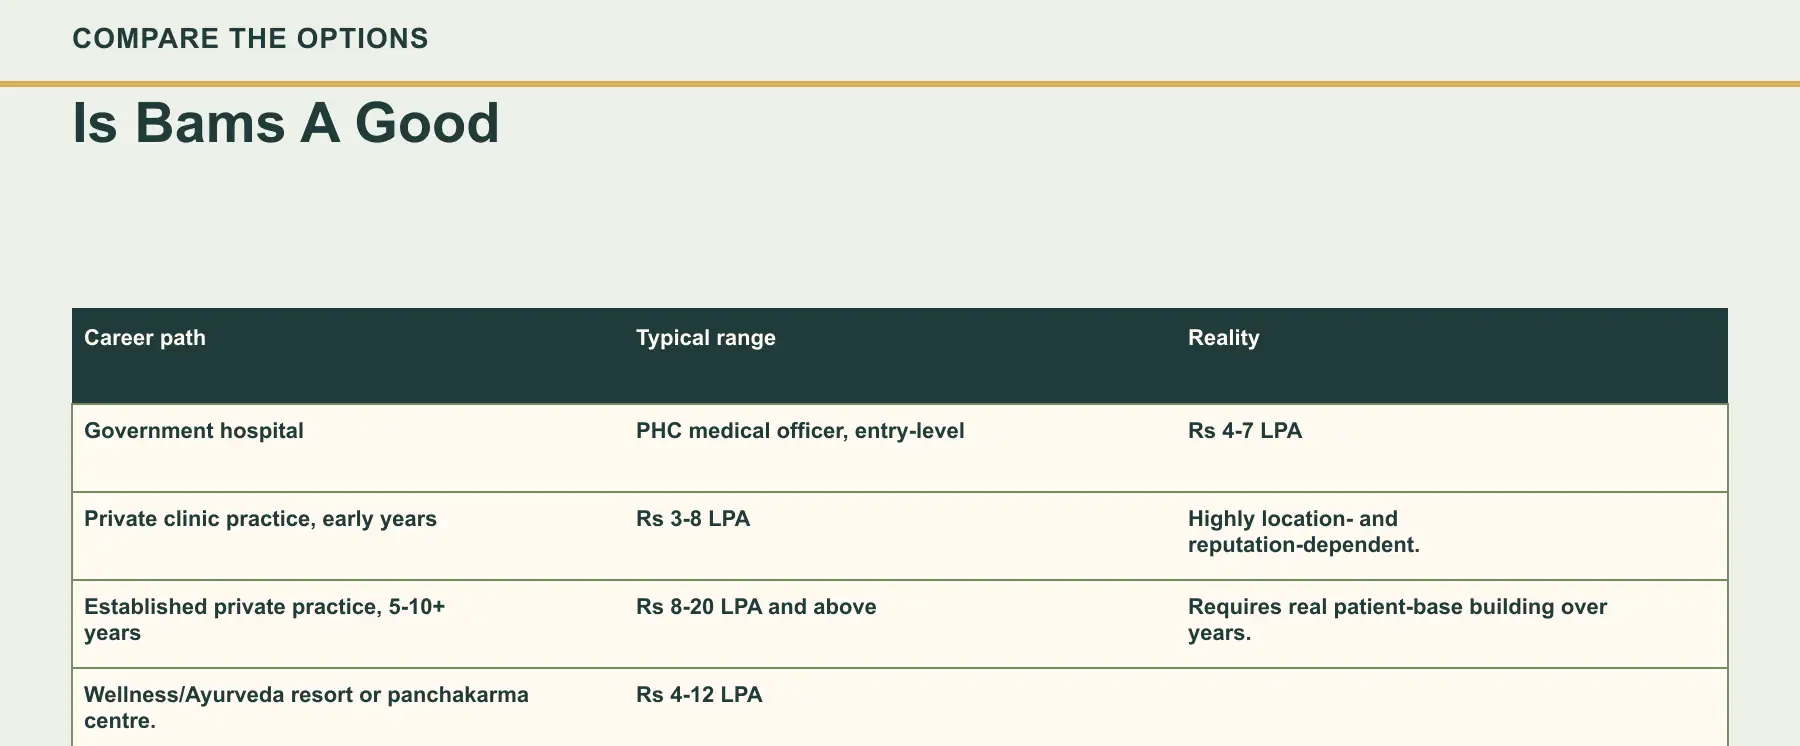 COMPARE THE OPTIONS
Is Bams A Good
Career path
Typical range
Reality
Government hospital
PHC medical officer, entry-level
Rs 4-7 LPA
Private clinic practice, early years
Rs 3-8 LPA
Highly location- and
reputation-dependent.
Established private practice, 5-10+
years
Rs 8-20 LPA and above
Requires real patient-base building over
years.
Wellness/Ayurveda resort or panchakarma
centre.
Rs 4-12 LPA